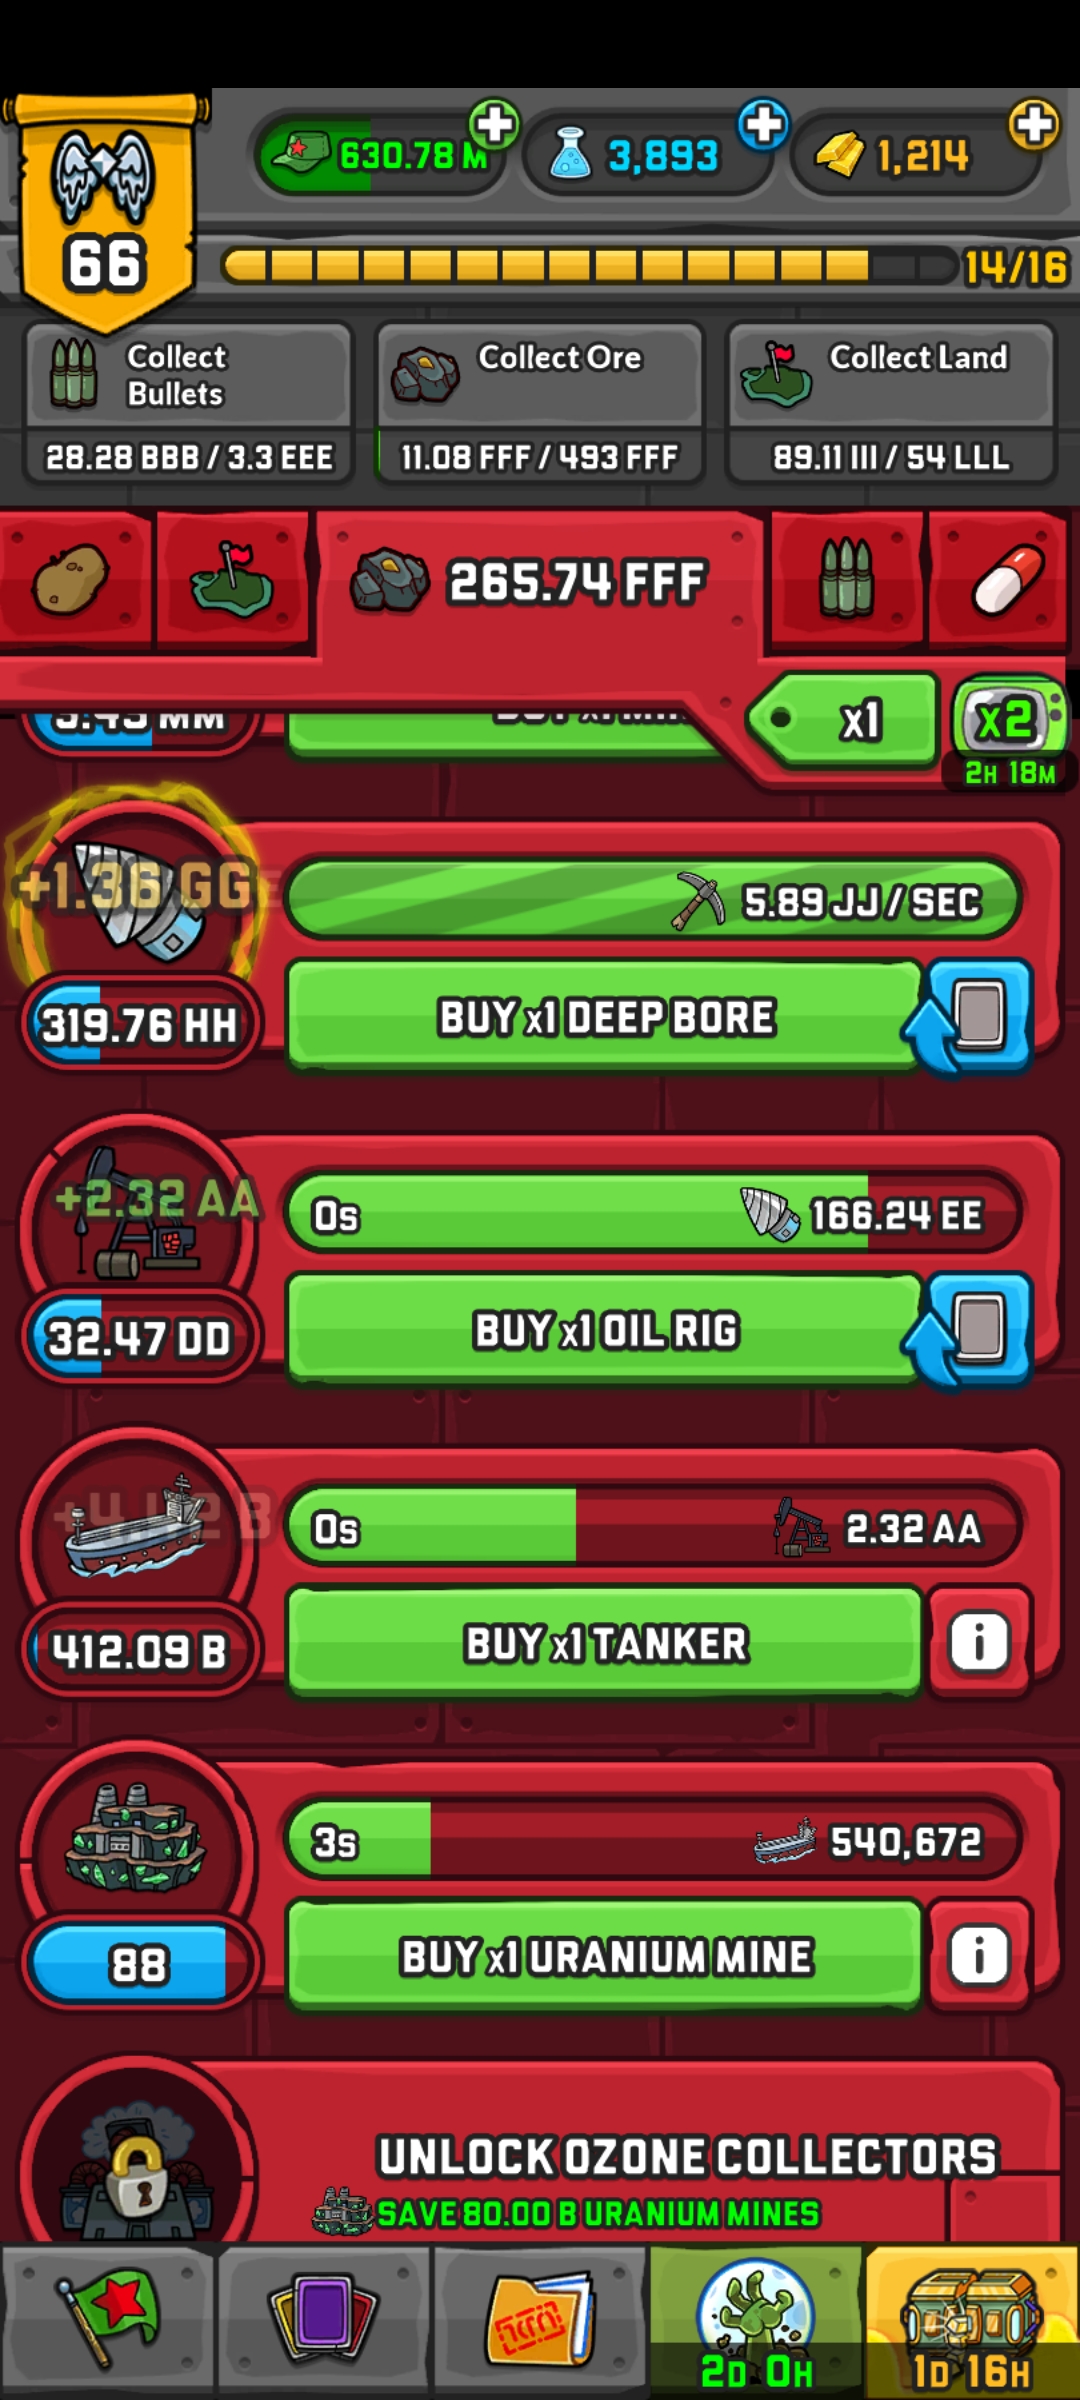 630.78 M
3,893
1,214
66
14/16
Collect
Bullets
Collect Ore
Collect Land
28.28 BBB / 3.3 EEE
11.08 FFF / 493 FFF
89.11 III / 54 LLL
265.74 FFF
x1
x2
2H 18M
+1.36 GG
5.89 JJ / SEC
319.76 HH
BUY x1 DEEP BORE
+2.32 AA
0s
166.24 EE
32.47 DD
BUY x1 OIL RIG
0s
2.32 AA
412.09 B
BUY x1 TANKER
i
3s
540,672
88
BUY x1 URANIUM MINE
i
UNLOCK OZONE COLLECTORS
SAVE 80.00 B URANIUM MINES
2D 0H
1D 16H